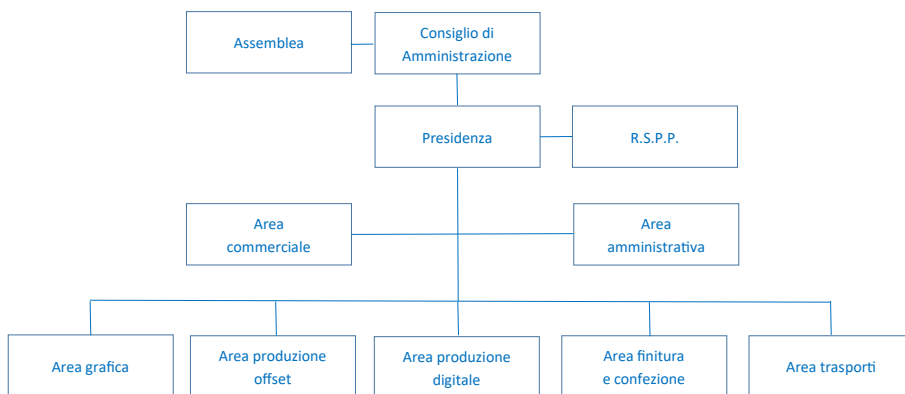 Assemblea
Consiglio di
Amministrazione
Presidenza
R.S.P.P.
Area
commerciale
Area
amministrativa
Area grafica
Area produzione
offset
Area produzione
digitale
Area finitura
e confezione
Area trasporti